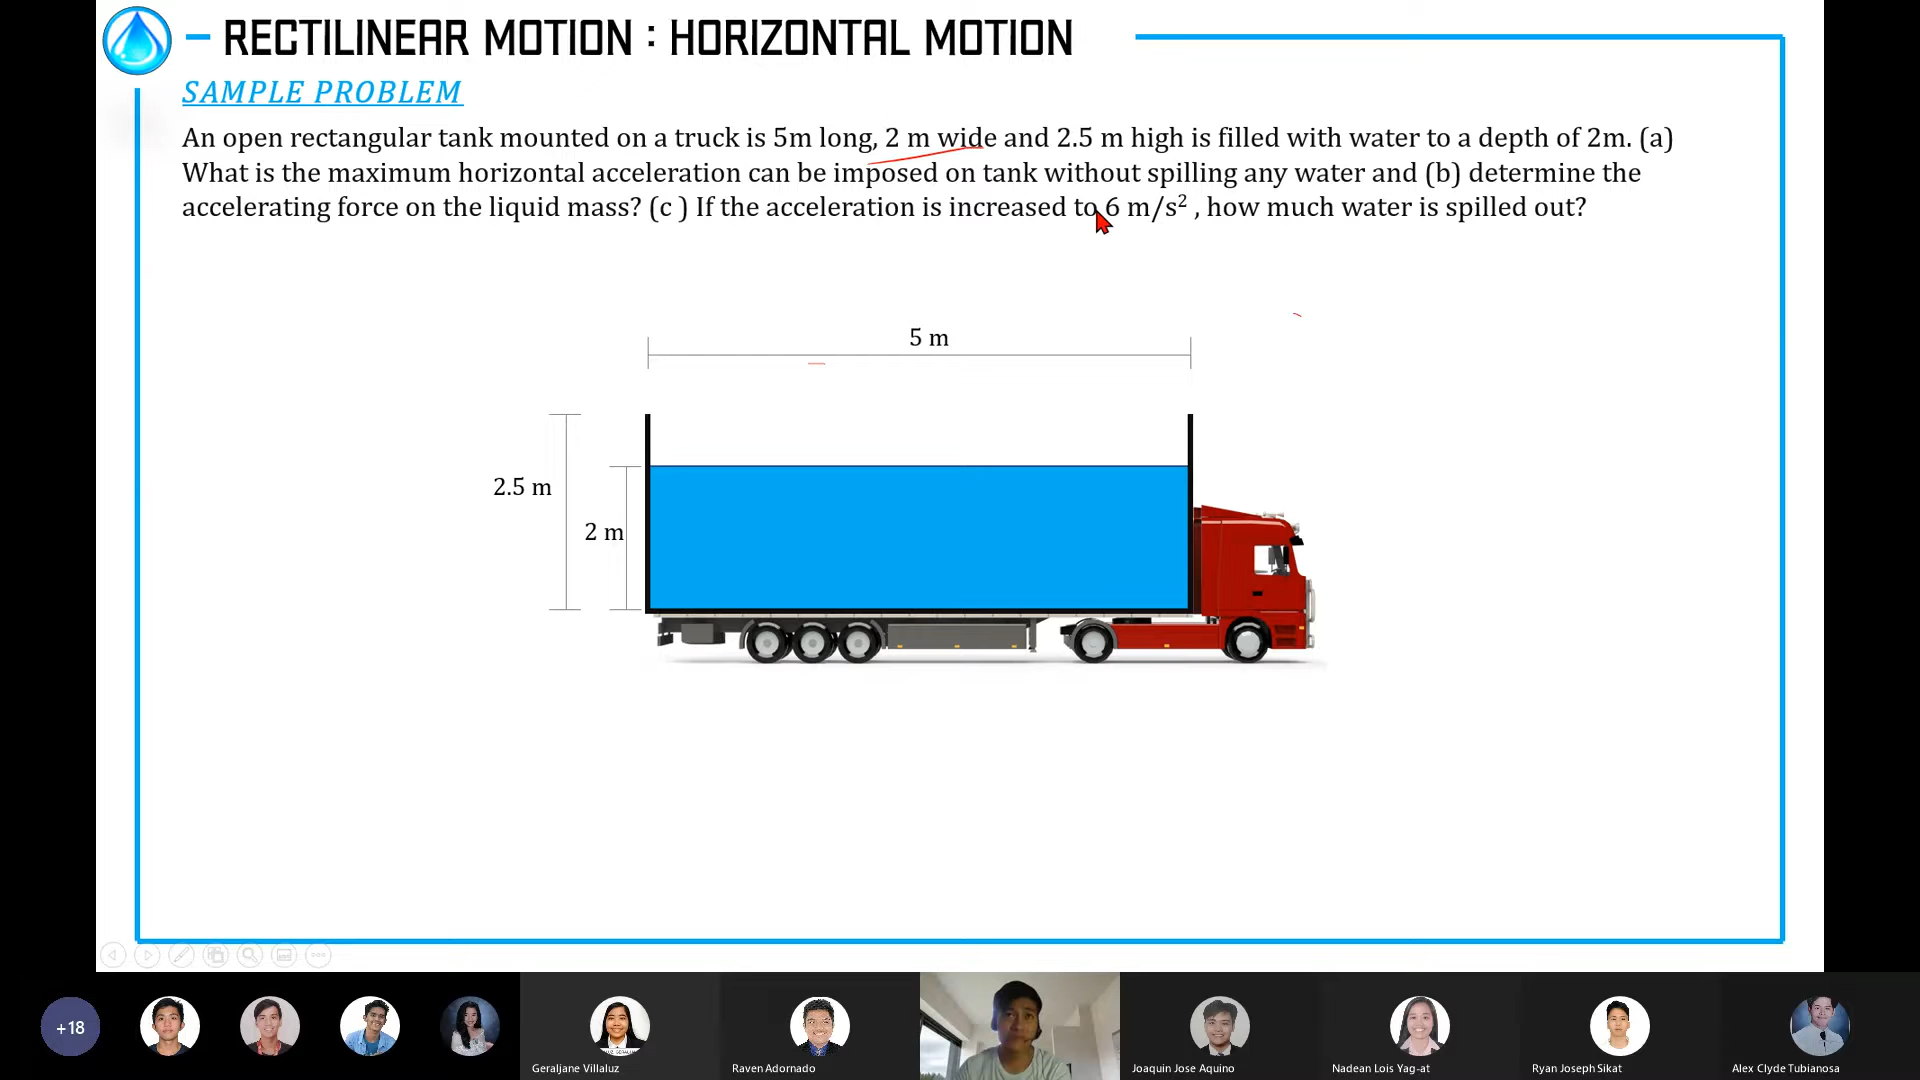 RECTILINEAR MOTION : HORIZONTAL MOTION
SAMPLE PROBLEM
An open rectangular tank mounted on a truck is 5m long, 2 m wide and 2.5 m high is filled with water to a depth of 2m. (a)
What is the maximum horizontal acceleration can be imposed on tank without spilling any water and (b) determine the
accelerating force on the liquid mass? (c ) If the acceleration is increased to 6 m/s² , how much water is spilled out?
5 m
2.5 m
2 m
+18
Geraljane Villaluz
Raven Adornado
Joaquin Jose Aquino
Nadean Lois Yag-at
Ryan Joseph Sikat
Alex Clyde Tubianosa